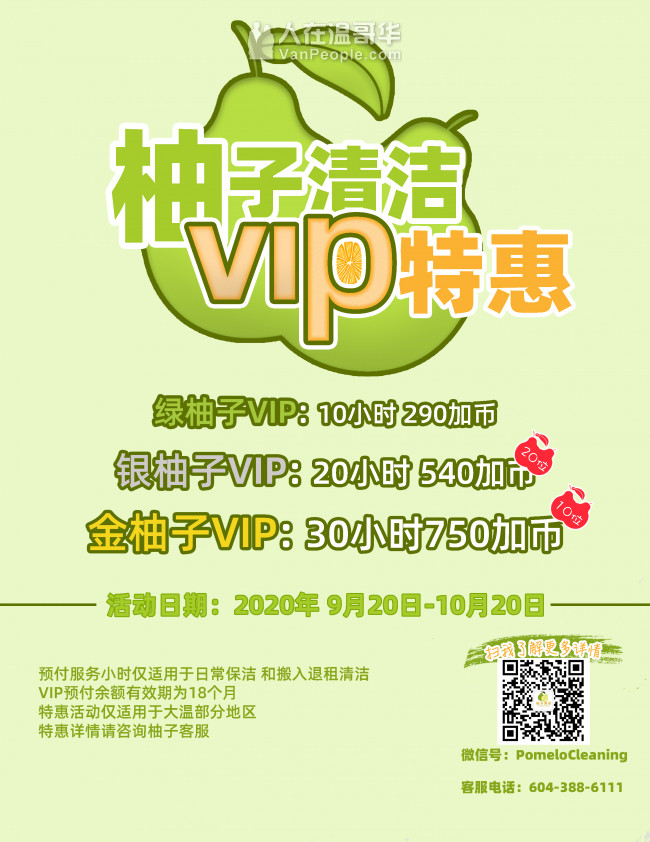 人在温哥华
VanPeople.com
柚子清洁
VIP特惠
绿柚子VIP: 10小时 290加币
银柚子VIP: 20小时 540加币
20位
金柚子VIP: 30小时750加币
10位
活动日期：2020年 9月20日-10月20日
扫我了解更多详情
预付服务小时仅适用于日常保洁 和搬入退租清洁
VIP预付余额有效期为18个月
特惠活动仅适用于大温部分地区
特惠详情请咨询柚子客服
微信号：PomeloCleaning
客服电话：604-388-6111